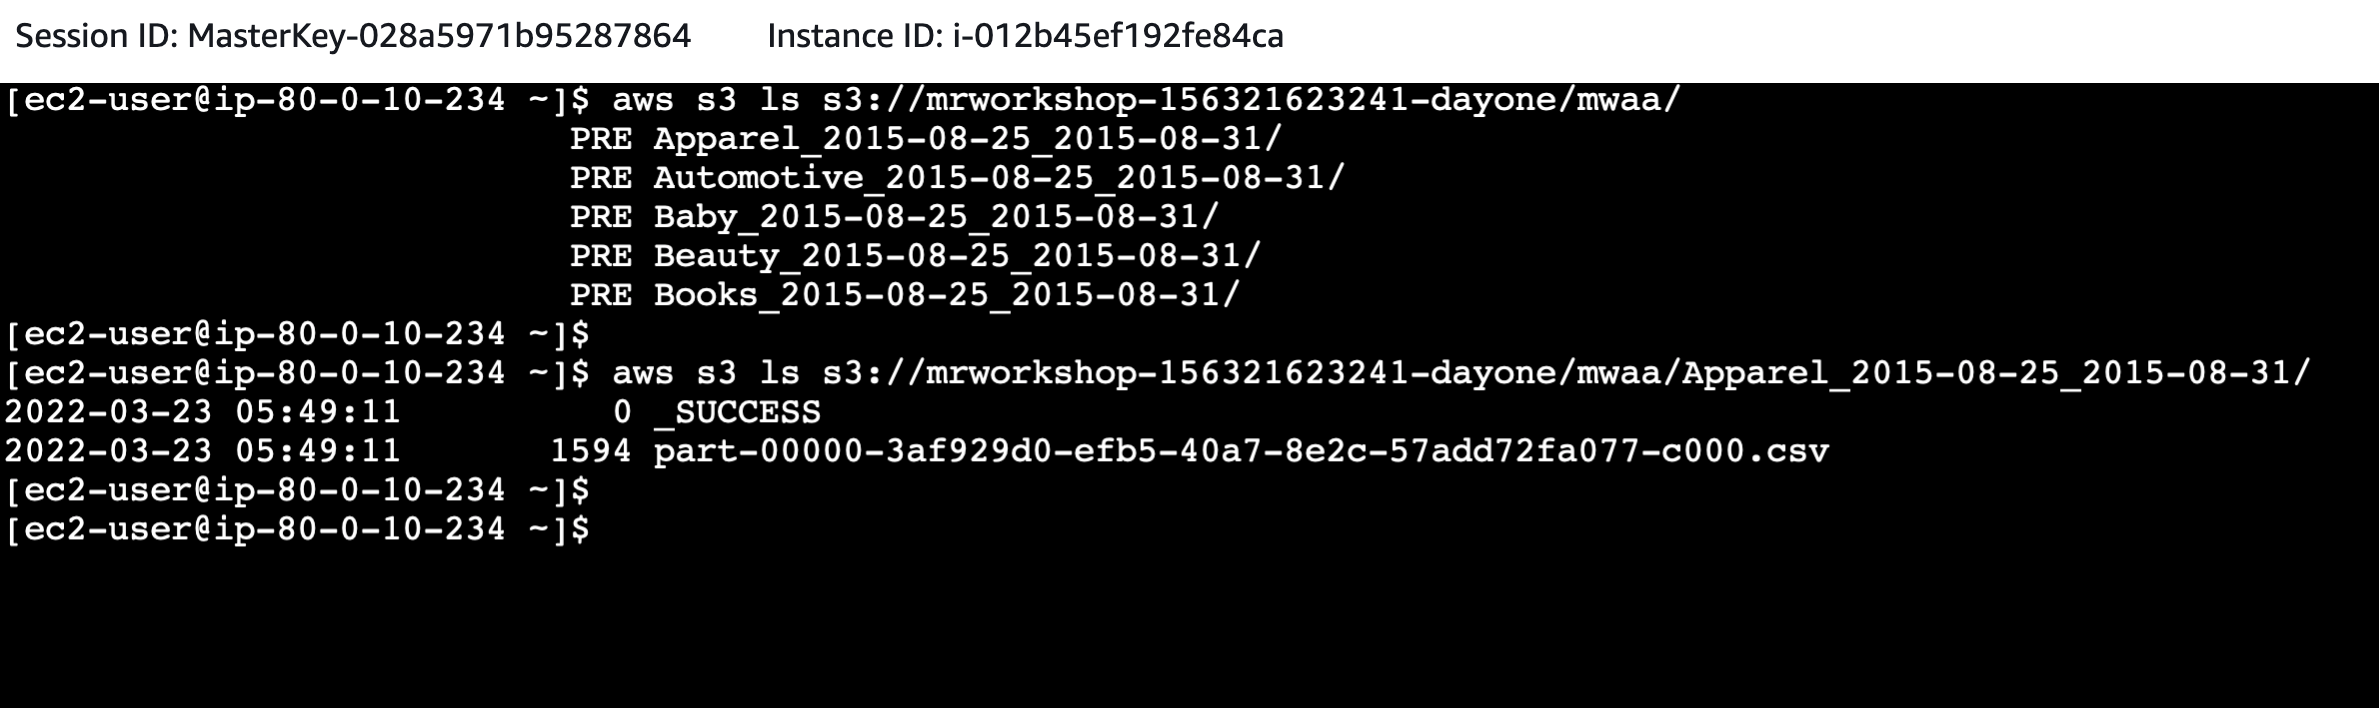 Session ID: MasterKey-028a5971b95287864 Instance ID: i-012b45ef192fe84ca
[ec2-user@ip-80-0-10-234 ~]$ aws s3 ls s3://mrworkshop-156321623241-dayone/mwaa/
PRE Apparel_2015-08-25_2015-08-31/
PRE Automotive_2015-08-25_2015-08-31/
PRE Baby_2015-08-25_2015-08-31/
PRE Beauty_2015-08-25_2015-08-31/
PRE Books_2015-08-25_2015-08-31/
[ec2-user@ip-80-0-10-234 ~]$
[ec2-user@ip-80-0-10-234 ~]$ aws s3 ls s3://mrworkshop-156321623241-dayone/mwaa/Apparel_2015-08-25_2015-08-31/
2022-03-23 05:49:11 0 _SUCCESS
2022-03-23 05:49:11 1594 part-00000-3af929d0-efb5-40a7-8e2c-57add72fa077-c000.csv
[ec2-user@ip-80-0-10-234 ~]$
[ec2-user@ip-80-0-10-234 ~]$